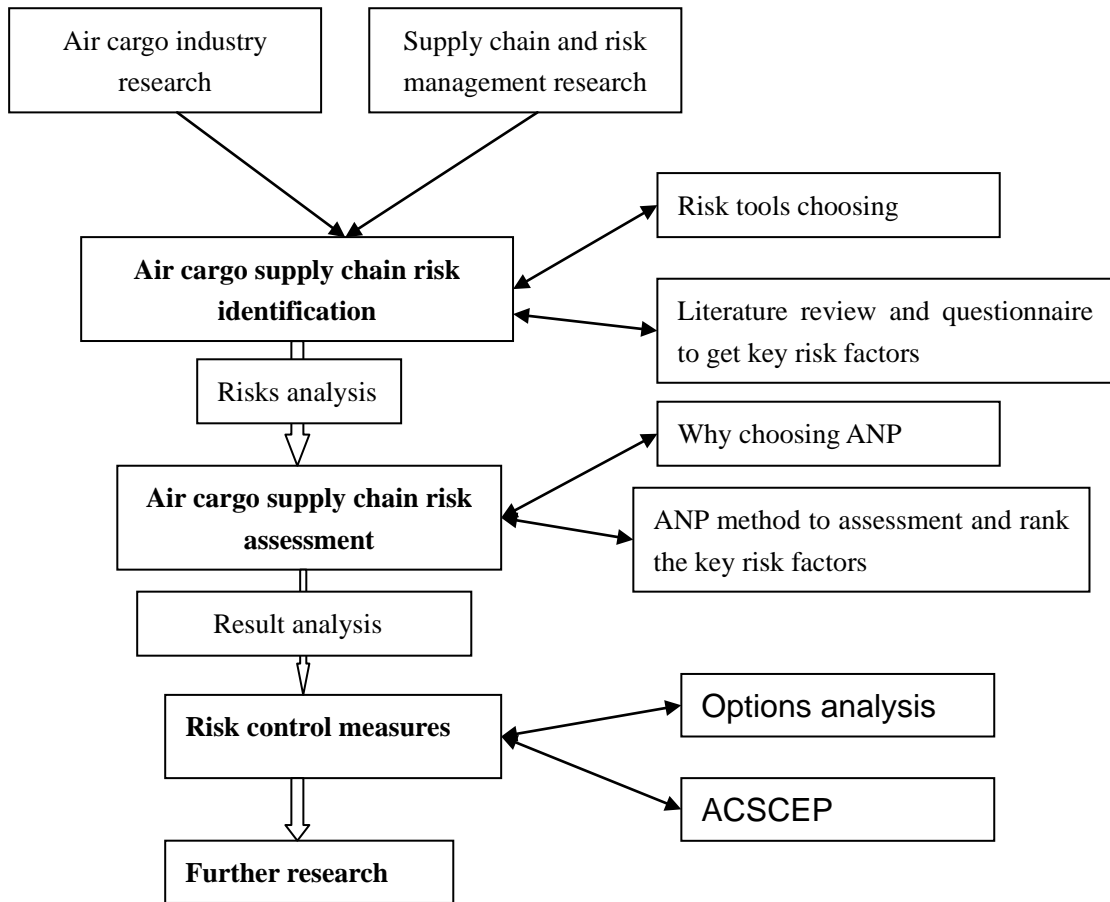 Air cargo industry
research
Supply chain and risk
management research
Risk tools choosing
Air cargo supply chain risk
identification
Literature review and questionnaire
to get key risk factors
Risks analysis
Why choosing ANP
Air cargo supply chain risk
assessment
ANP method to assessment and rank
the key risk factors
Result analysis
Options analysis
Risk control measures
ACSCEP
Further research